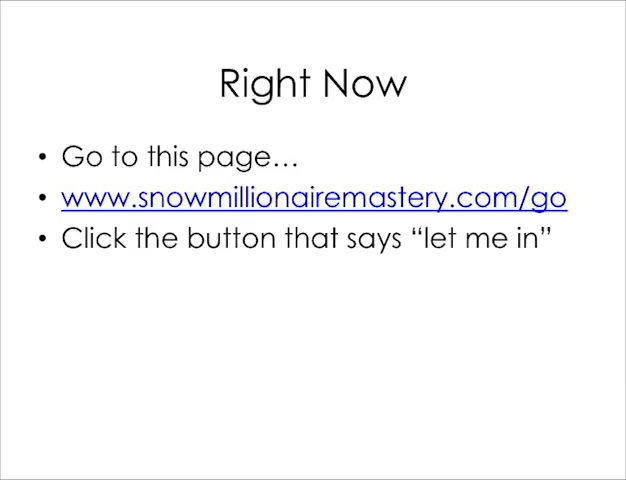 Right Now
• Go to this page…
• www.snowmillionairemastery.com/go
• Click the button that says “let me in”